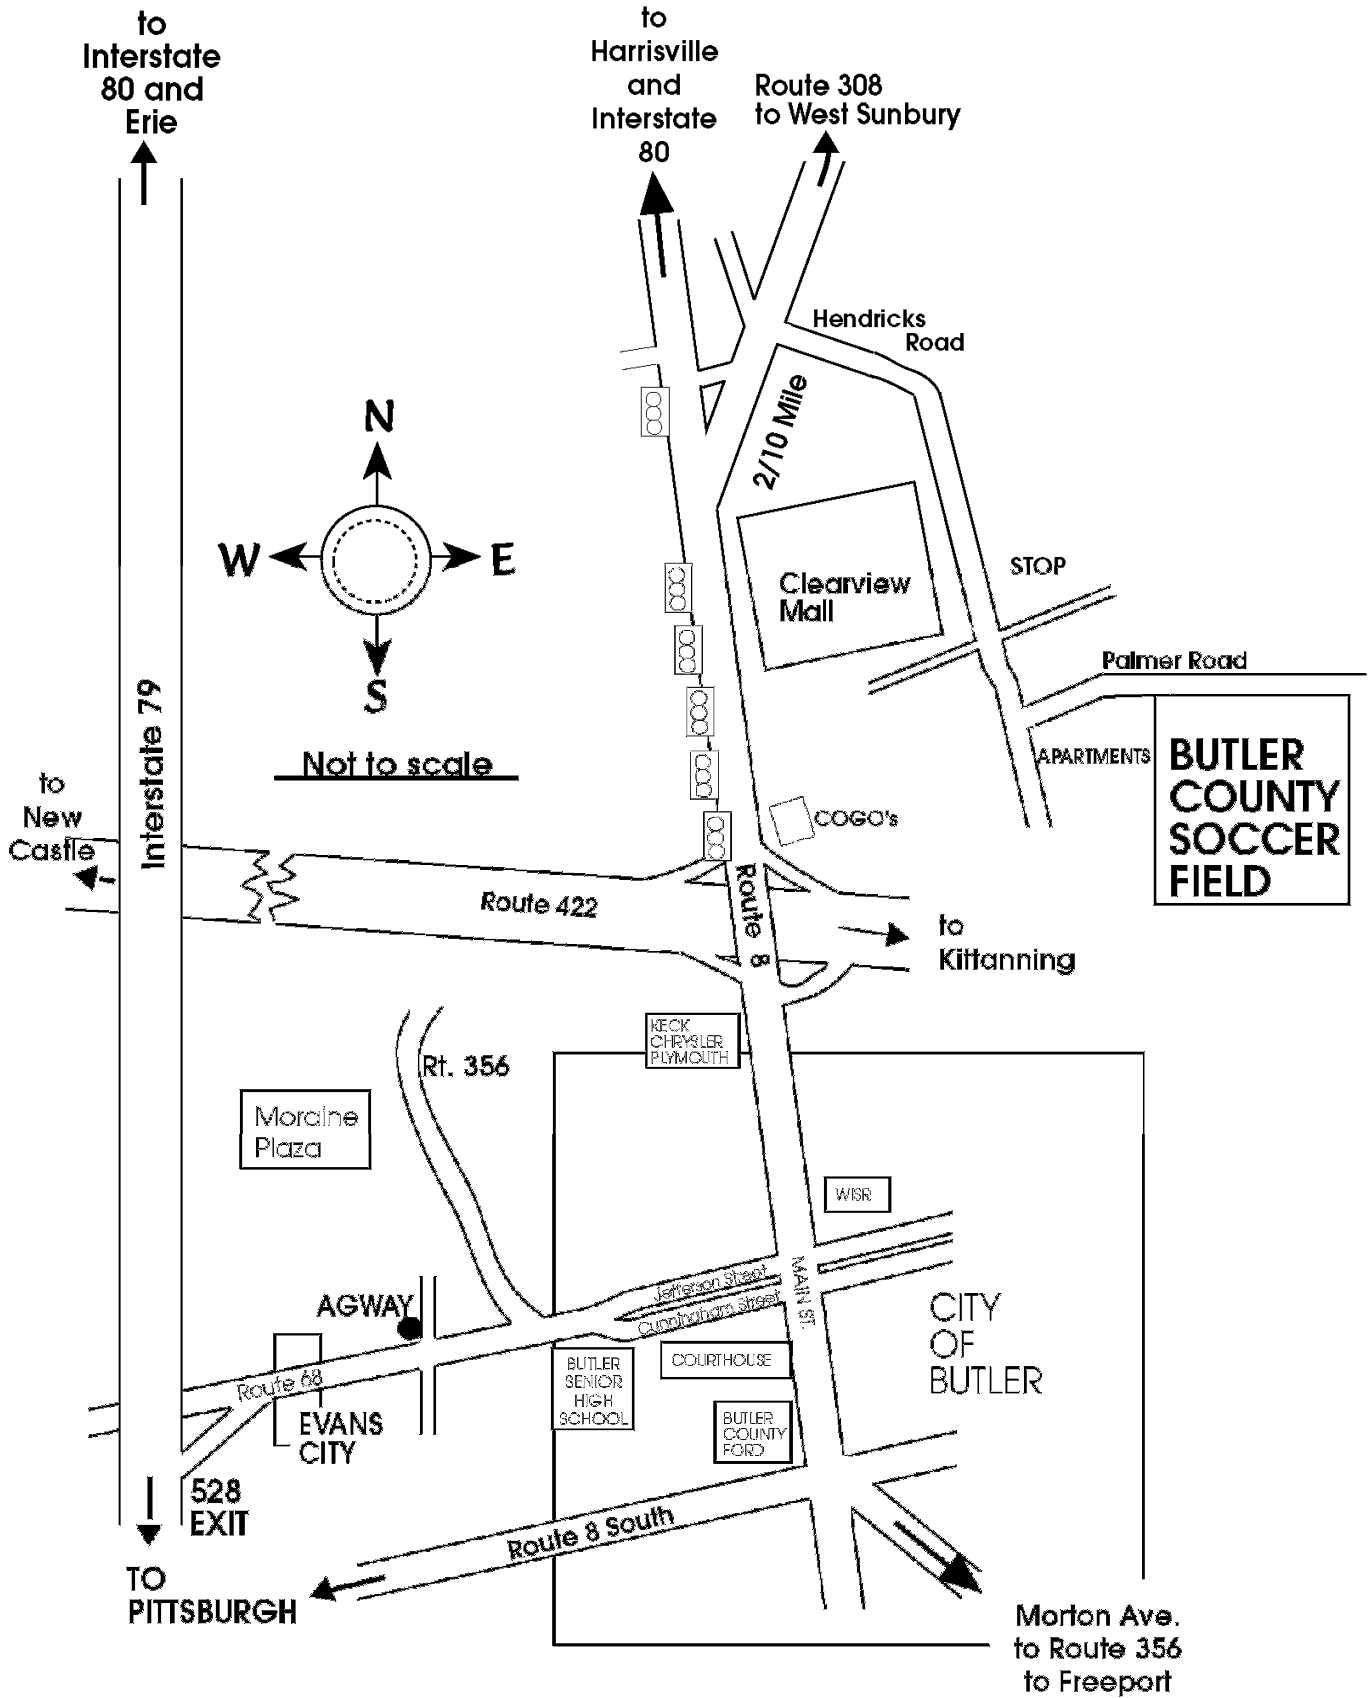 to
Interstate
80 and
Erie
to
Harrisville
and
Interstate
80
Route 308
to West Sunbury
Hendricks
Road
2/10 Mile
N
W
E
S
Not to scale
Interstate 79
Clearview
Mall
STOP
Palmer Road
APARTMENTS
BUTLER
COUNTY
SOCCER
FIELD
COGO's
to
New
Castle
Route 422
Route 8
to
Kittanning
KECK
CHRYSLER
PLYMOUTH
Rt. 356
Moraine
Plaza
WISR
Jefferson Street
Cunningham Street
MAIN ST.
AGWAY
CITY
OF
BUTLER
COURTHOUSE
BUTLER
SENIOR
HIGH
SCHOOL
BUTLER
COUNTY
FORD
Route 68
EVANS
CITY
528
EXIT
Route 8 South
TO
PITTSBURGH
Morton Ave.
to Route 356
to Freeport